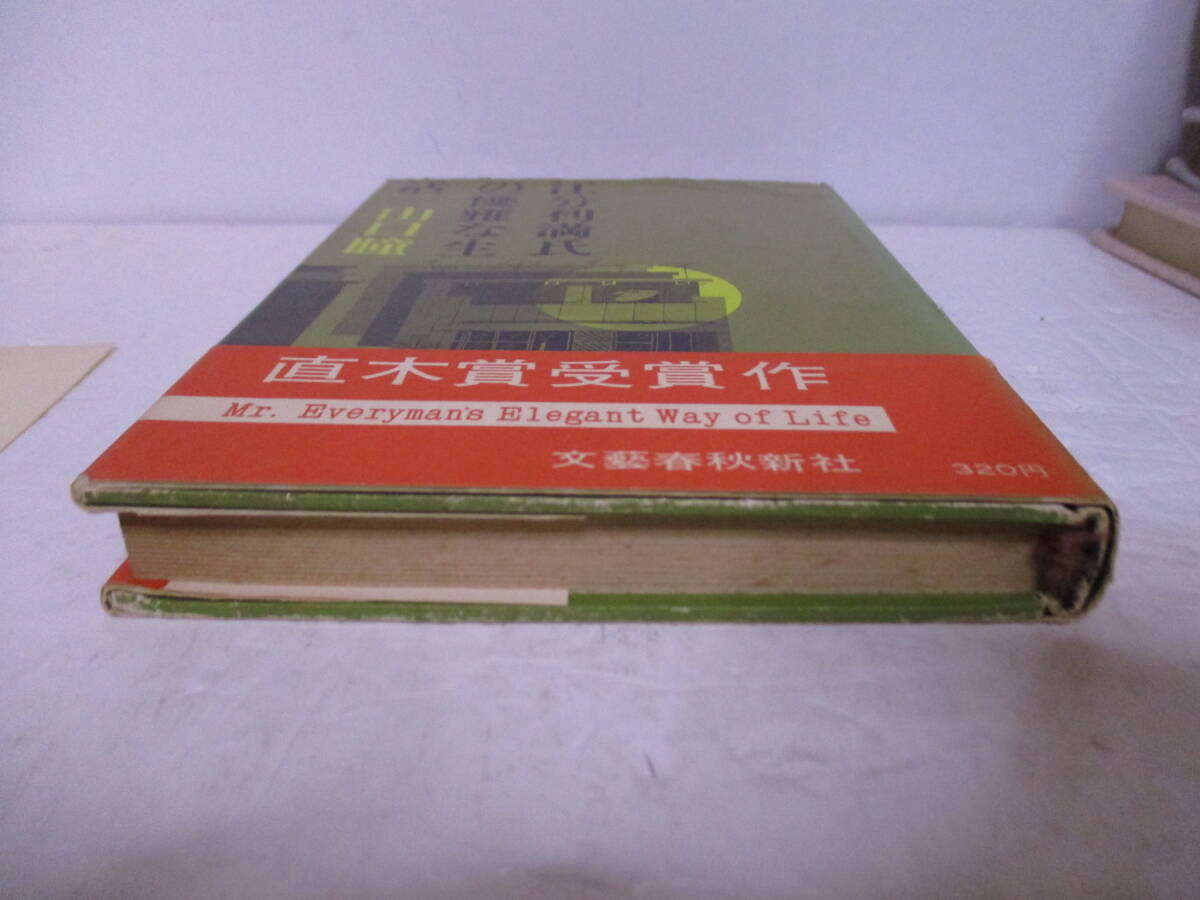 江分利満氏
の優雅な生
活
山口瞳
直木賞受賞作
Mr. Everyman's Elegant Way of Life
文藝春秋新社
320円